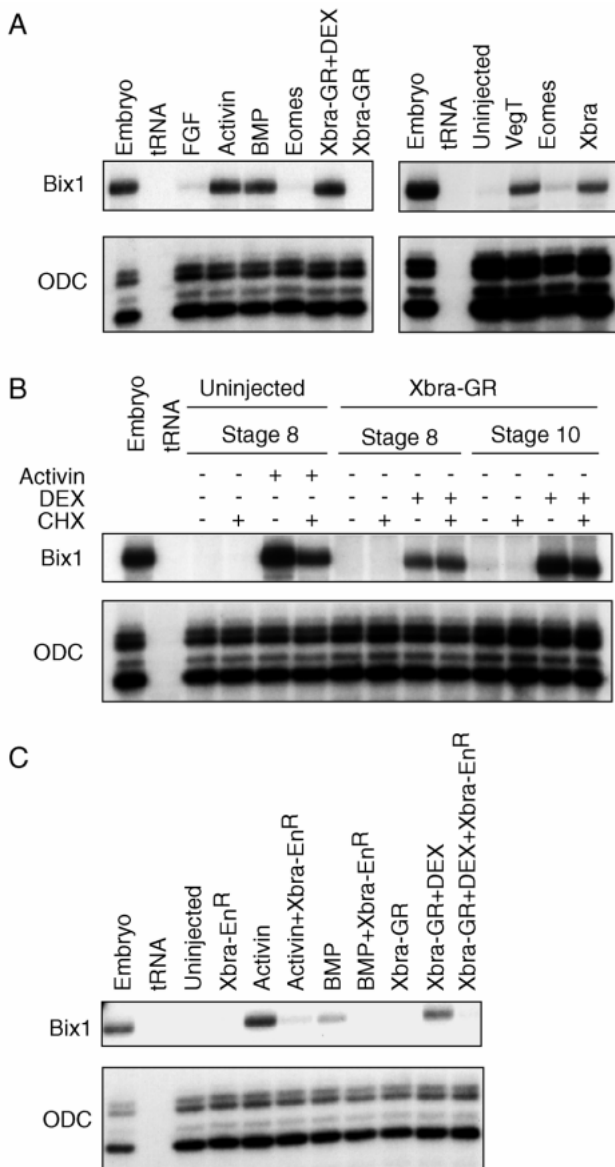 A
Embryo tRNA FGF Activin BMP Eomes Xbra-GR+DEX Xbra-GR
Embryo tRNA Uninjected VegT Eomes Xbra
Bix1
ODC
B
Embryo tRNA
Uninjected Xbra-GR
Stage 8 Stage 8 Stage 10
Activin - - + + - - - - - - - -
DEX - - - - - - + + - - + +
CHX - + - + - + - + - + - +
Bix1
ODC
C
Embryo tRNA Uninjected Xbra-EnR Activin Activin+Xbra-EnR BMP BMP+Xbra-EnR Xbra-GR Xbra-GR+DEX Xbra-GR+DEX+Xbra-EnR
Bix1
ODC